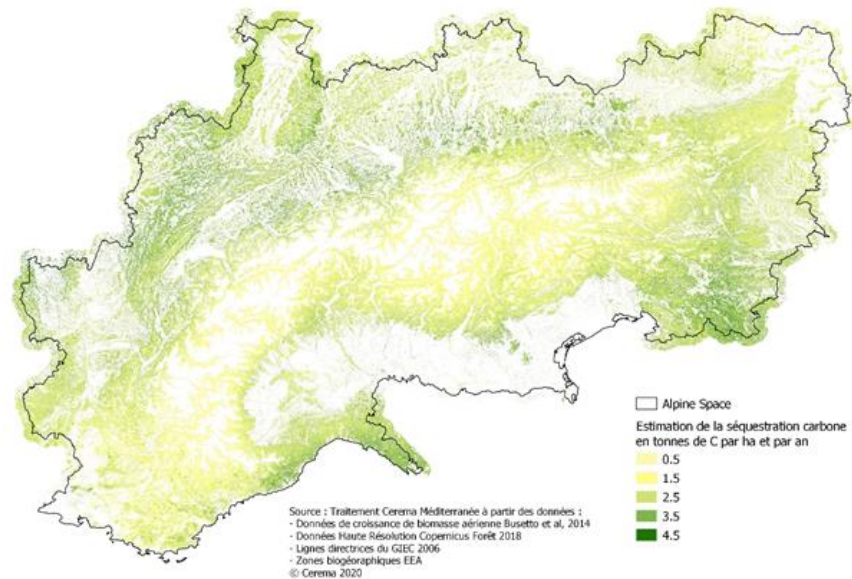 Alpine Space
Estimation de la séquestration carbone
en tonnes de C par ha et par an
0.5
1.5
2.5
3.5
4.5
Source : Traitement Cerema Méditerranée à partir des données :
- Données de croissance de biomasse aérienne Busetto et al, 2014
- Données Haute Résolution Copernicus Forêt 2018
- Lignes directrices du GIEC 2006
- Zones biogéographiques EEA
© Cerema 2020